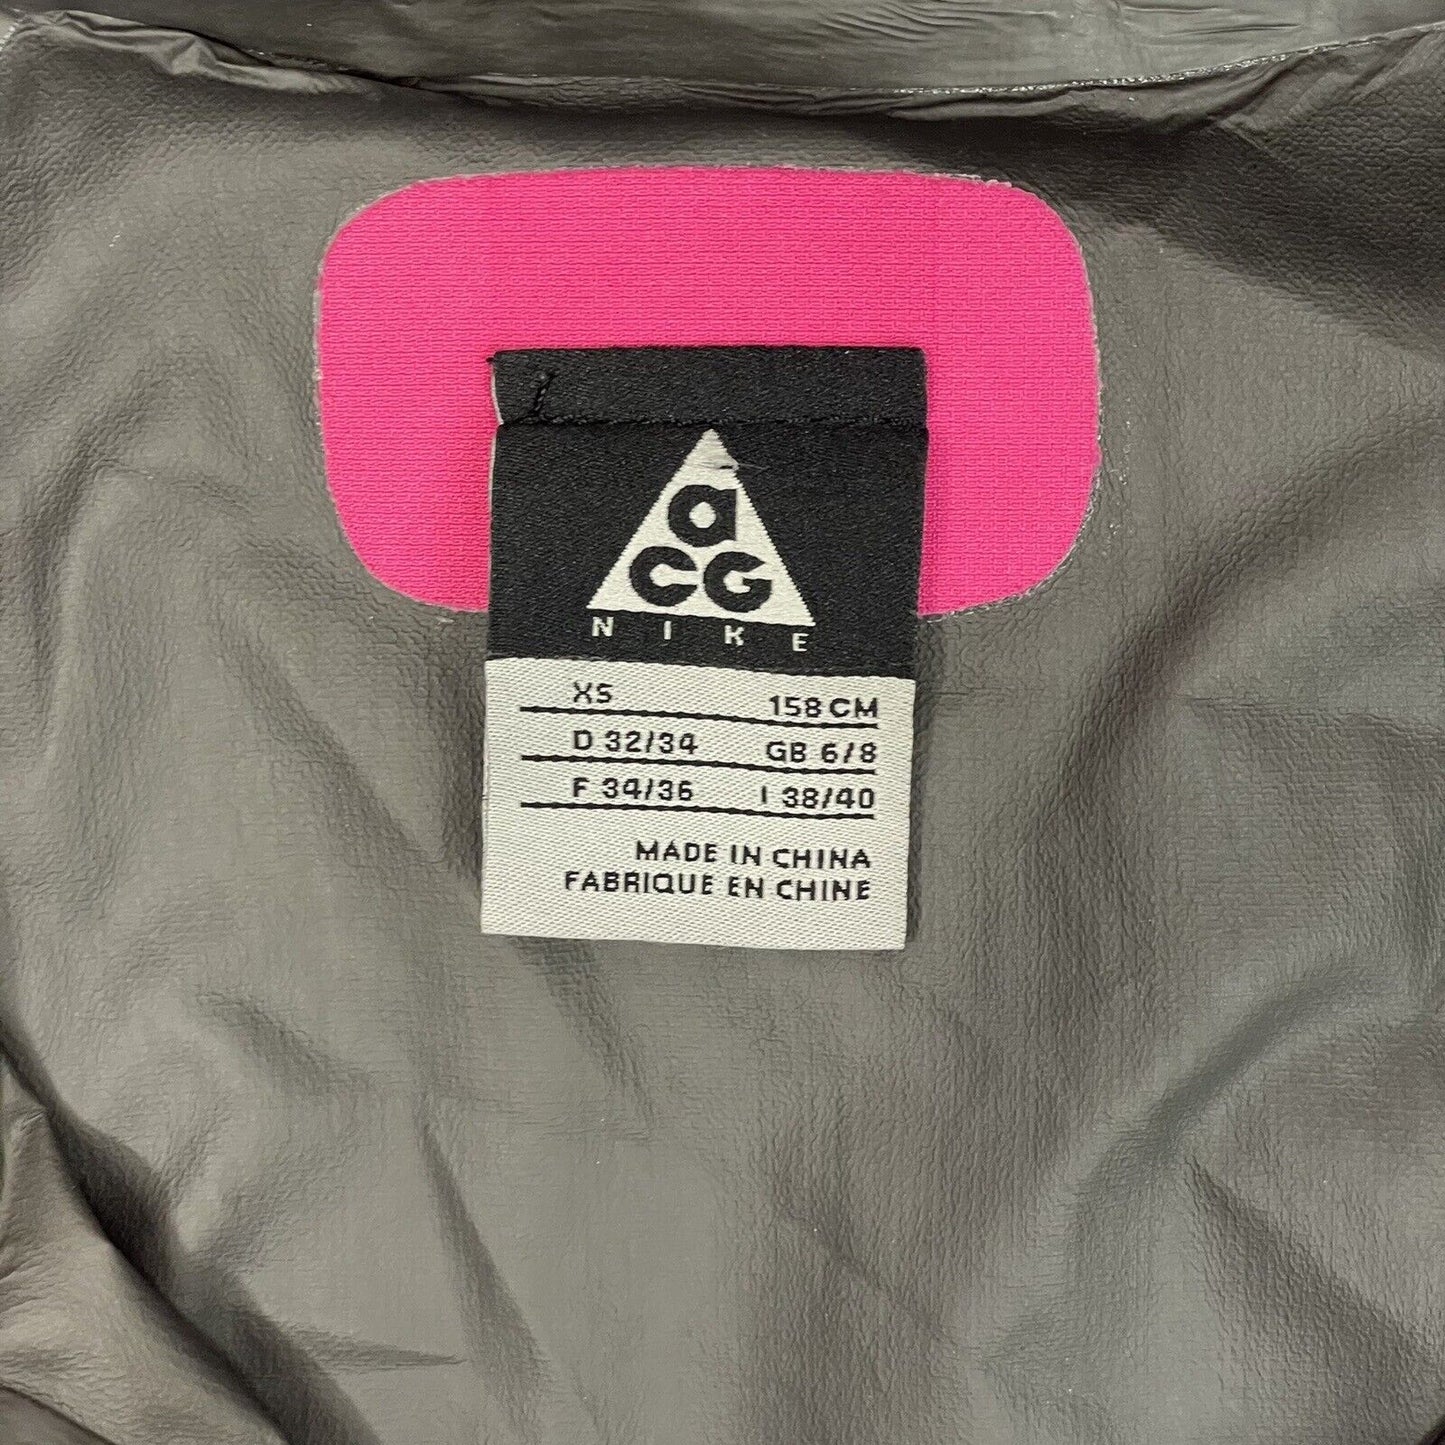 a
CG
NIKE
XS 158 CM
D 32/34 GB 6/8
F 34/36 I 38/40
MADE IN CHINA
FABRIQUE EN CHINE